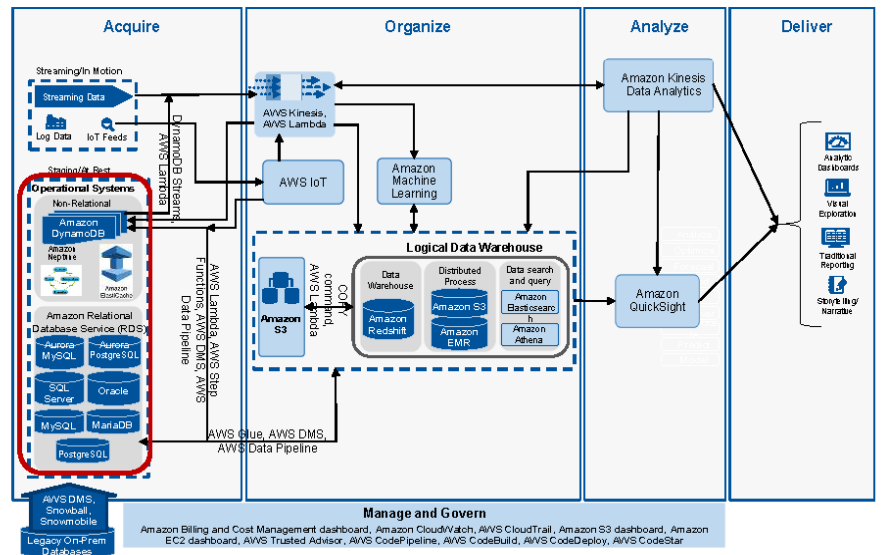 Acquire
Organize
Analyze
Deliver
Streaming/In Motion
Streaming Data
Log Data
IoT Feeds
DynamoDB Streams,
AWS Lambda
AWS Kinesis,
AWS Lambda
AWS IoT
Amazon
Machine
Learning
Amazon Kinesis
Data Analytics
Analytic
Dashboards
Visual
Exploration
Traditional
Reporting
Storytelling/
Narrative
Staging/At Rest
Operational Systems
Non-Relational
Amazon
DynamoDB
Amazon
Neptune
Amazon
ElastiCache
Amazon Relational
Database Service (RDS)
Aurora
MySQL
Aurora
PostgreSQL
SQL
Server
Oracle
MySQL
MariaDB
PostgreSQL
AWS Lambda, AWS Step
Functions, AWS DMS, AWS
Data Pipeline
Logical Data Warehouse
Amazon
S3
COPY
command,
AWS Lambda
Data
Warehouse
Amazon
Redshift
Distributed
Process
Amazon S3
Amazon
EMR
Data search
and query
Amazon
Elasticsearc
h
Amazon
Athena
Amazon
QuickSight
AWS Glue, AWS DMS,
AWS Data Pipeline
AWS DMS,
Snowball,
Snowmobile
Legacy On-Prem
Databases
Manage and Govern
Amazon Billing and Cost Management dashboard, Amazon CloudWatch, AWS CloudTrail, Amazon S3 dashboard, Amazon
EC2 dashboard, AWS Trusted Advisor, AWS CodePipeline, AWS CodeBuild, AWS CodeDeploy, AWS CodeStar